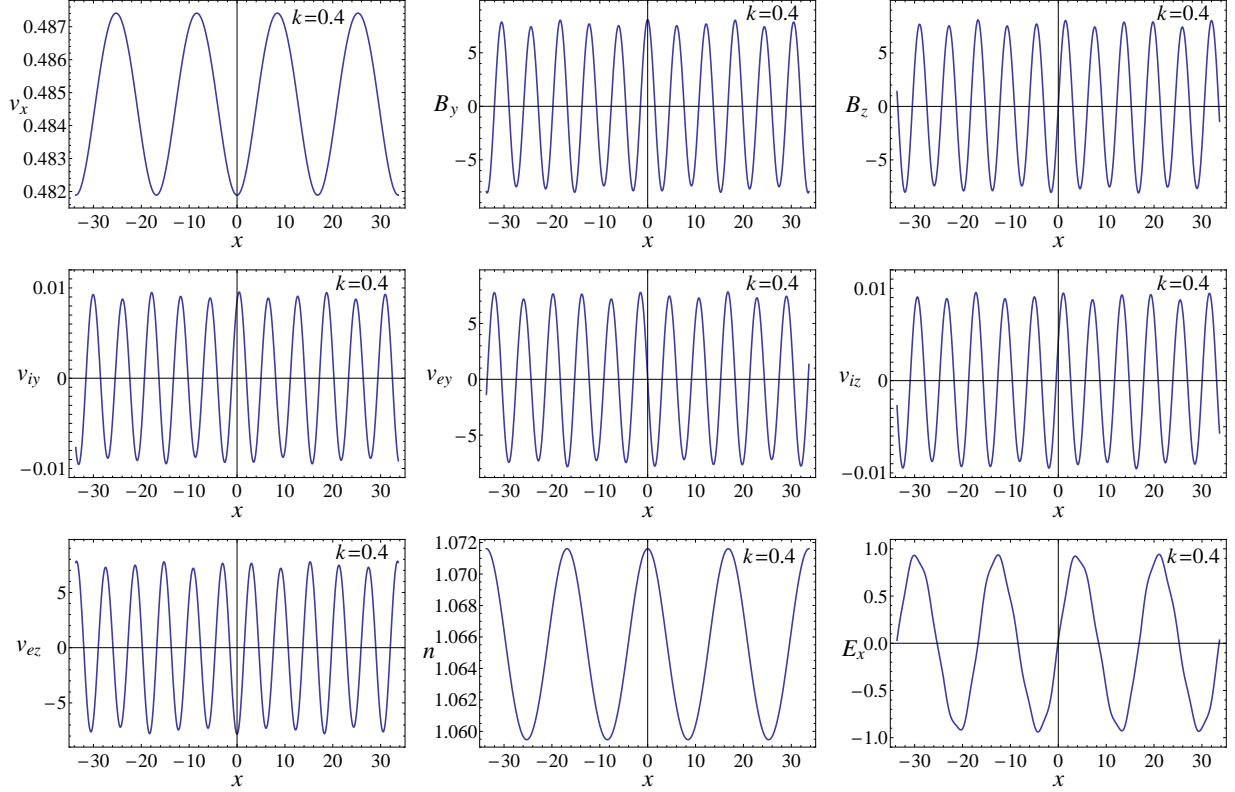 0.487
0.486
0.485
0.484
0.483
0.482
v_x
k=0.4
−30 −20 −10 0 10 20 30
x
5
0
−5
B_y
k=0.4
−30 −20 −10 0 10 20 30
x
5
0
−5
B_z
k=0.4
−30 −20 −10 0 10 20 30
x
0.01
0
−0.01
v_iy
k=0.4
−30 −20 −10 0 10 20 30
x
5
0
−5
v_ey
k=0.4
−30 −20 −10 0 10 20 30
x
0.01
0
−0.01
v_iz
k=0.4
−30 −20 −10 0 10 20 30
x
5
0
−5
v_ez
k=0.4
−30 −20 −10 0 10 20 30
x
1.072
1.070
1.068
1.066
1.064
1.062
1.060
n
k=0.4
−30 −20 −10 0 10 20 30
x
1.0
0.5
0.0
−0.5
−1.0
E_x
k=0.4
−30 −20 −10 0 10 20 30
x